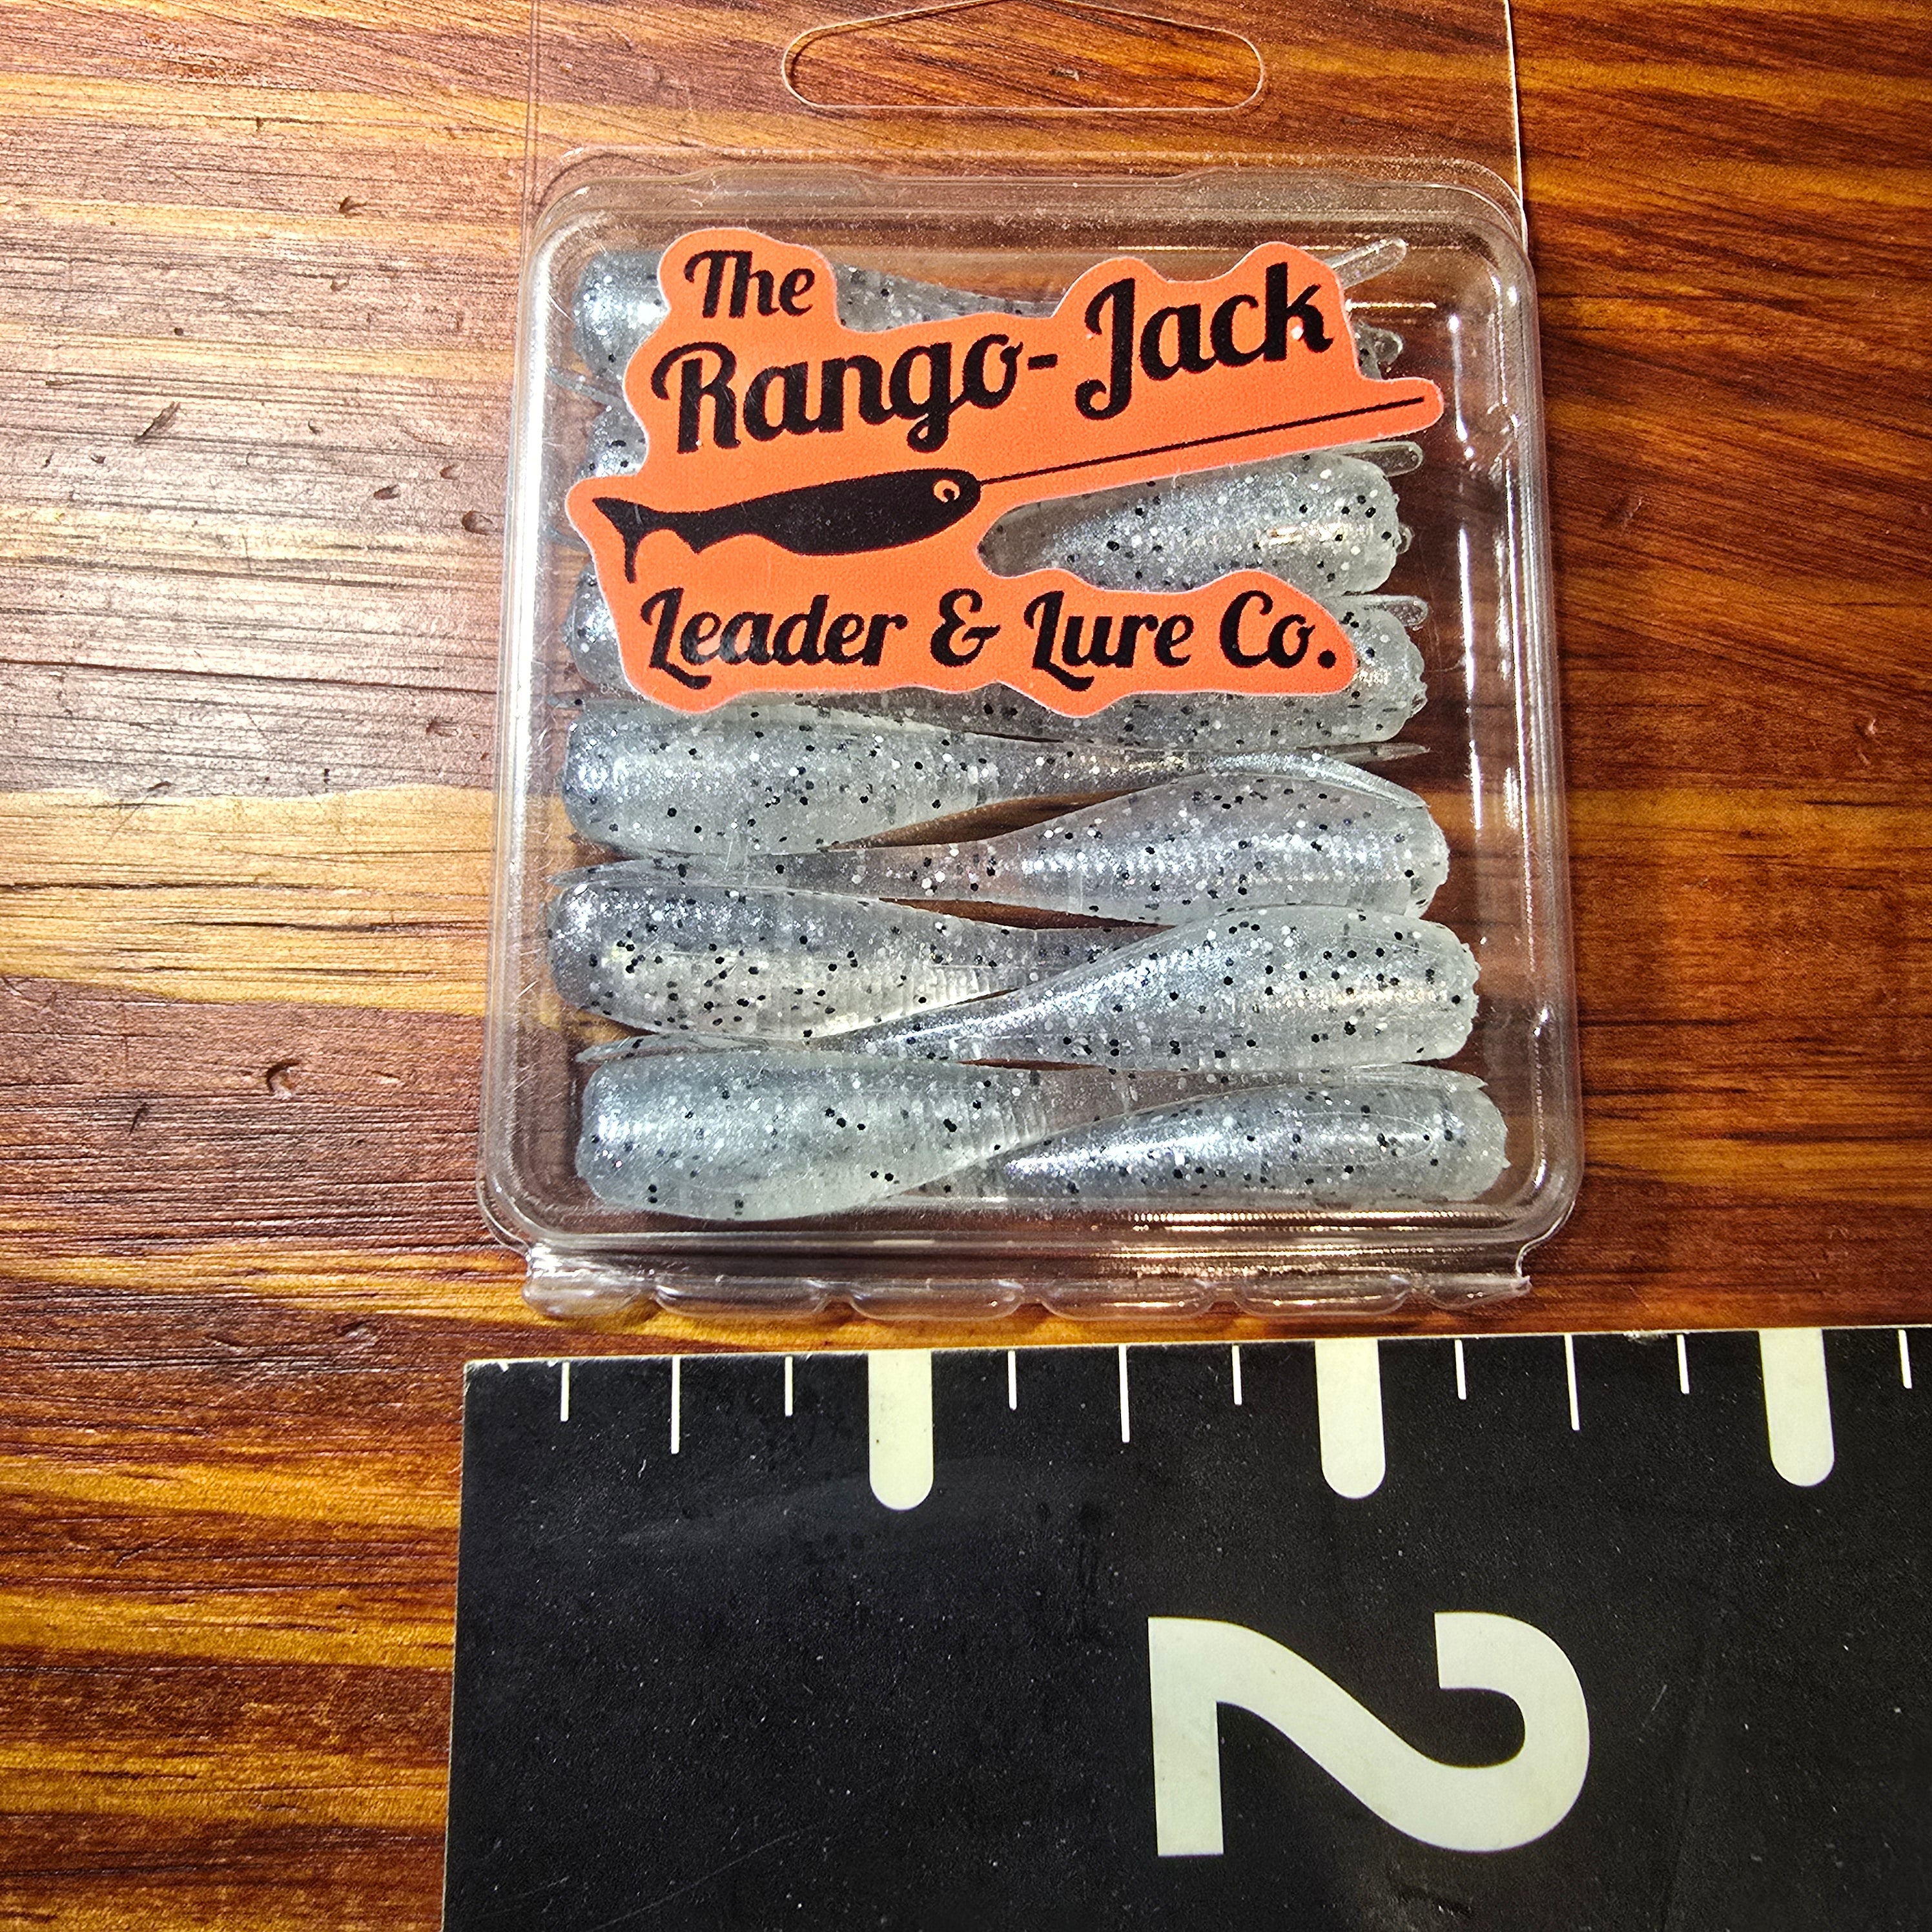 The
Rango-Jack
Leader & Lure Co.
2